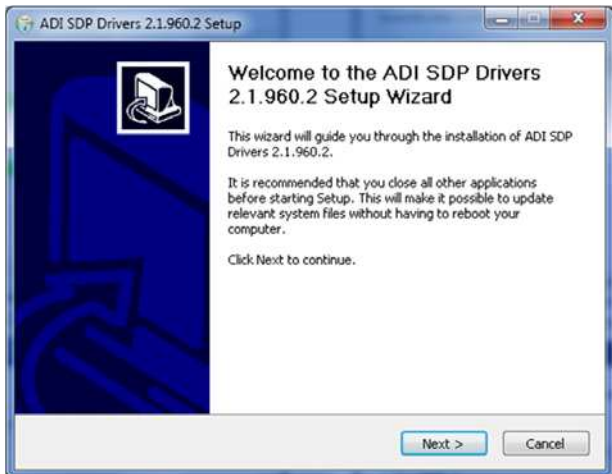 ADI SDP Drivers 2.1.960.2 Setup
Welcome to the ADI SDP Drivers
2.1.960.2 Setup Wizard
This wizard will guide you through the installation of ADI SDP
Drivers 2.1.960.2.
It is recommended that you close all other applications
before starting Setup. This will make it possible to update
relevant system files without having to reboot your
computer.
Click Next to continue.
Next >
Cancel